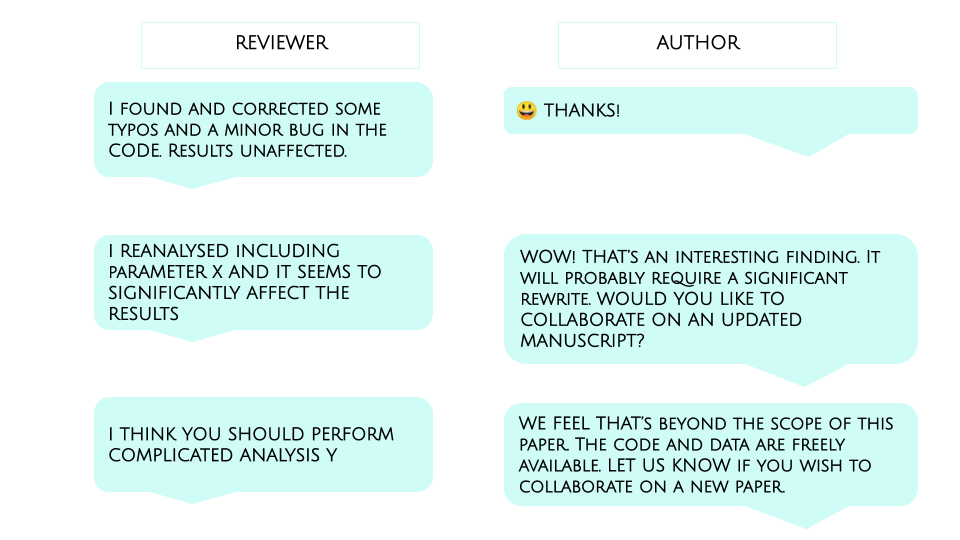 REVIEWER
AUTHOR
I found and corrected some
typos and a minor bug in the
CODE. Results unaffected.
😃 THANKS!
I REANALYSED INCLUDING
PARAMETER X AND IT SEEMS TO
SIGNIFICANTLY AFFECT THE
RESULTS
WOW! THAT'S AN INTERESTING FINDING. IT
WILL PROBABLY REQUIRE A SIGNIFICANT
REWRITE. WOULD YOU LIKE TO
COLLABORATE ON AN UPDATED
MANUSCRIPT?
I THINK YOU SHOULD PERFORM
COMPLICATED ANALYSIS Y
WE FEEL THAT'S BEYOND THE SCOPE OF THIS
PAPER. THE CODE AND DATA ARE FREELY
AVAILABLE. LET US KNOW IF YOU WISH TO
COLLABORATE ON A NEW PAPER.